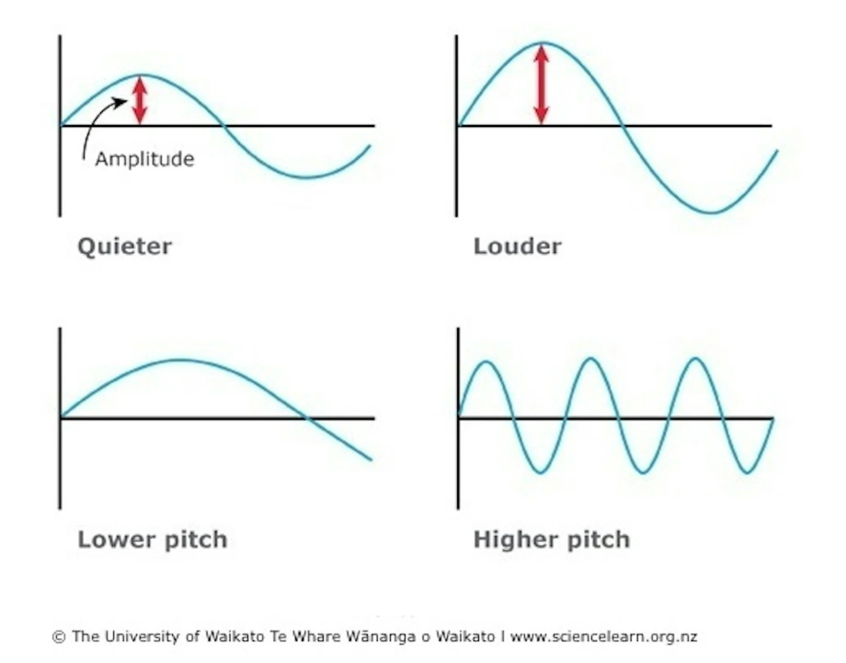 Amplitude
Quieter
Louder
Lower pitch
Higher pitch
© The University of Waikato Te Whare Wānanga o Waikato l www.sciencelearn.org.nz